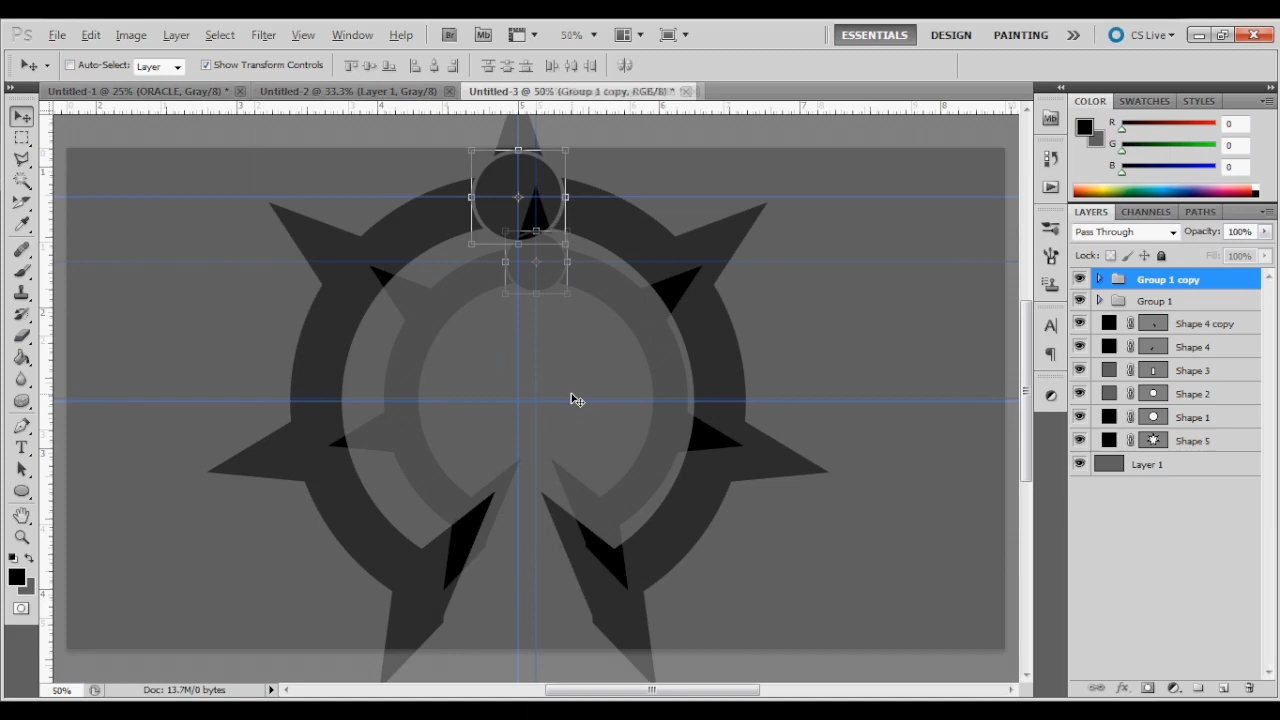 Ps File Edit Image Layer Select Filter View Window Help Br Mb 50% ESSENTIALS DESIGN PAINTING CS Live
Auto-Select: Layer Show Transform Controls
Untitled-1 @ 25% (ORACLE, Gray/8) * Untitled-2 @ 33.3% (Layer 1, Gray/8) Untitled-3 @ 50% (Group 1 copy, RGB/8) *
COLOR SWATCHES STYLES
R 0
G 0
B 0
LAYERS CHANNELS PATHS
Pass Through Opacity: 100%
Lock: Fill: 100%
Group 1 copy
Group 1
Shape 4 copy
Shape 4
Shape 3
Shape 2
Shape 1
Shape 5
Layer 1
50% Doc: 13.7M/0 bytes